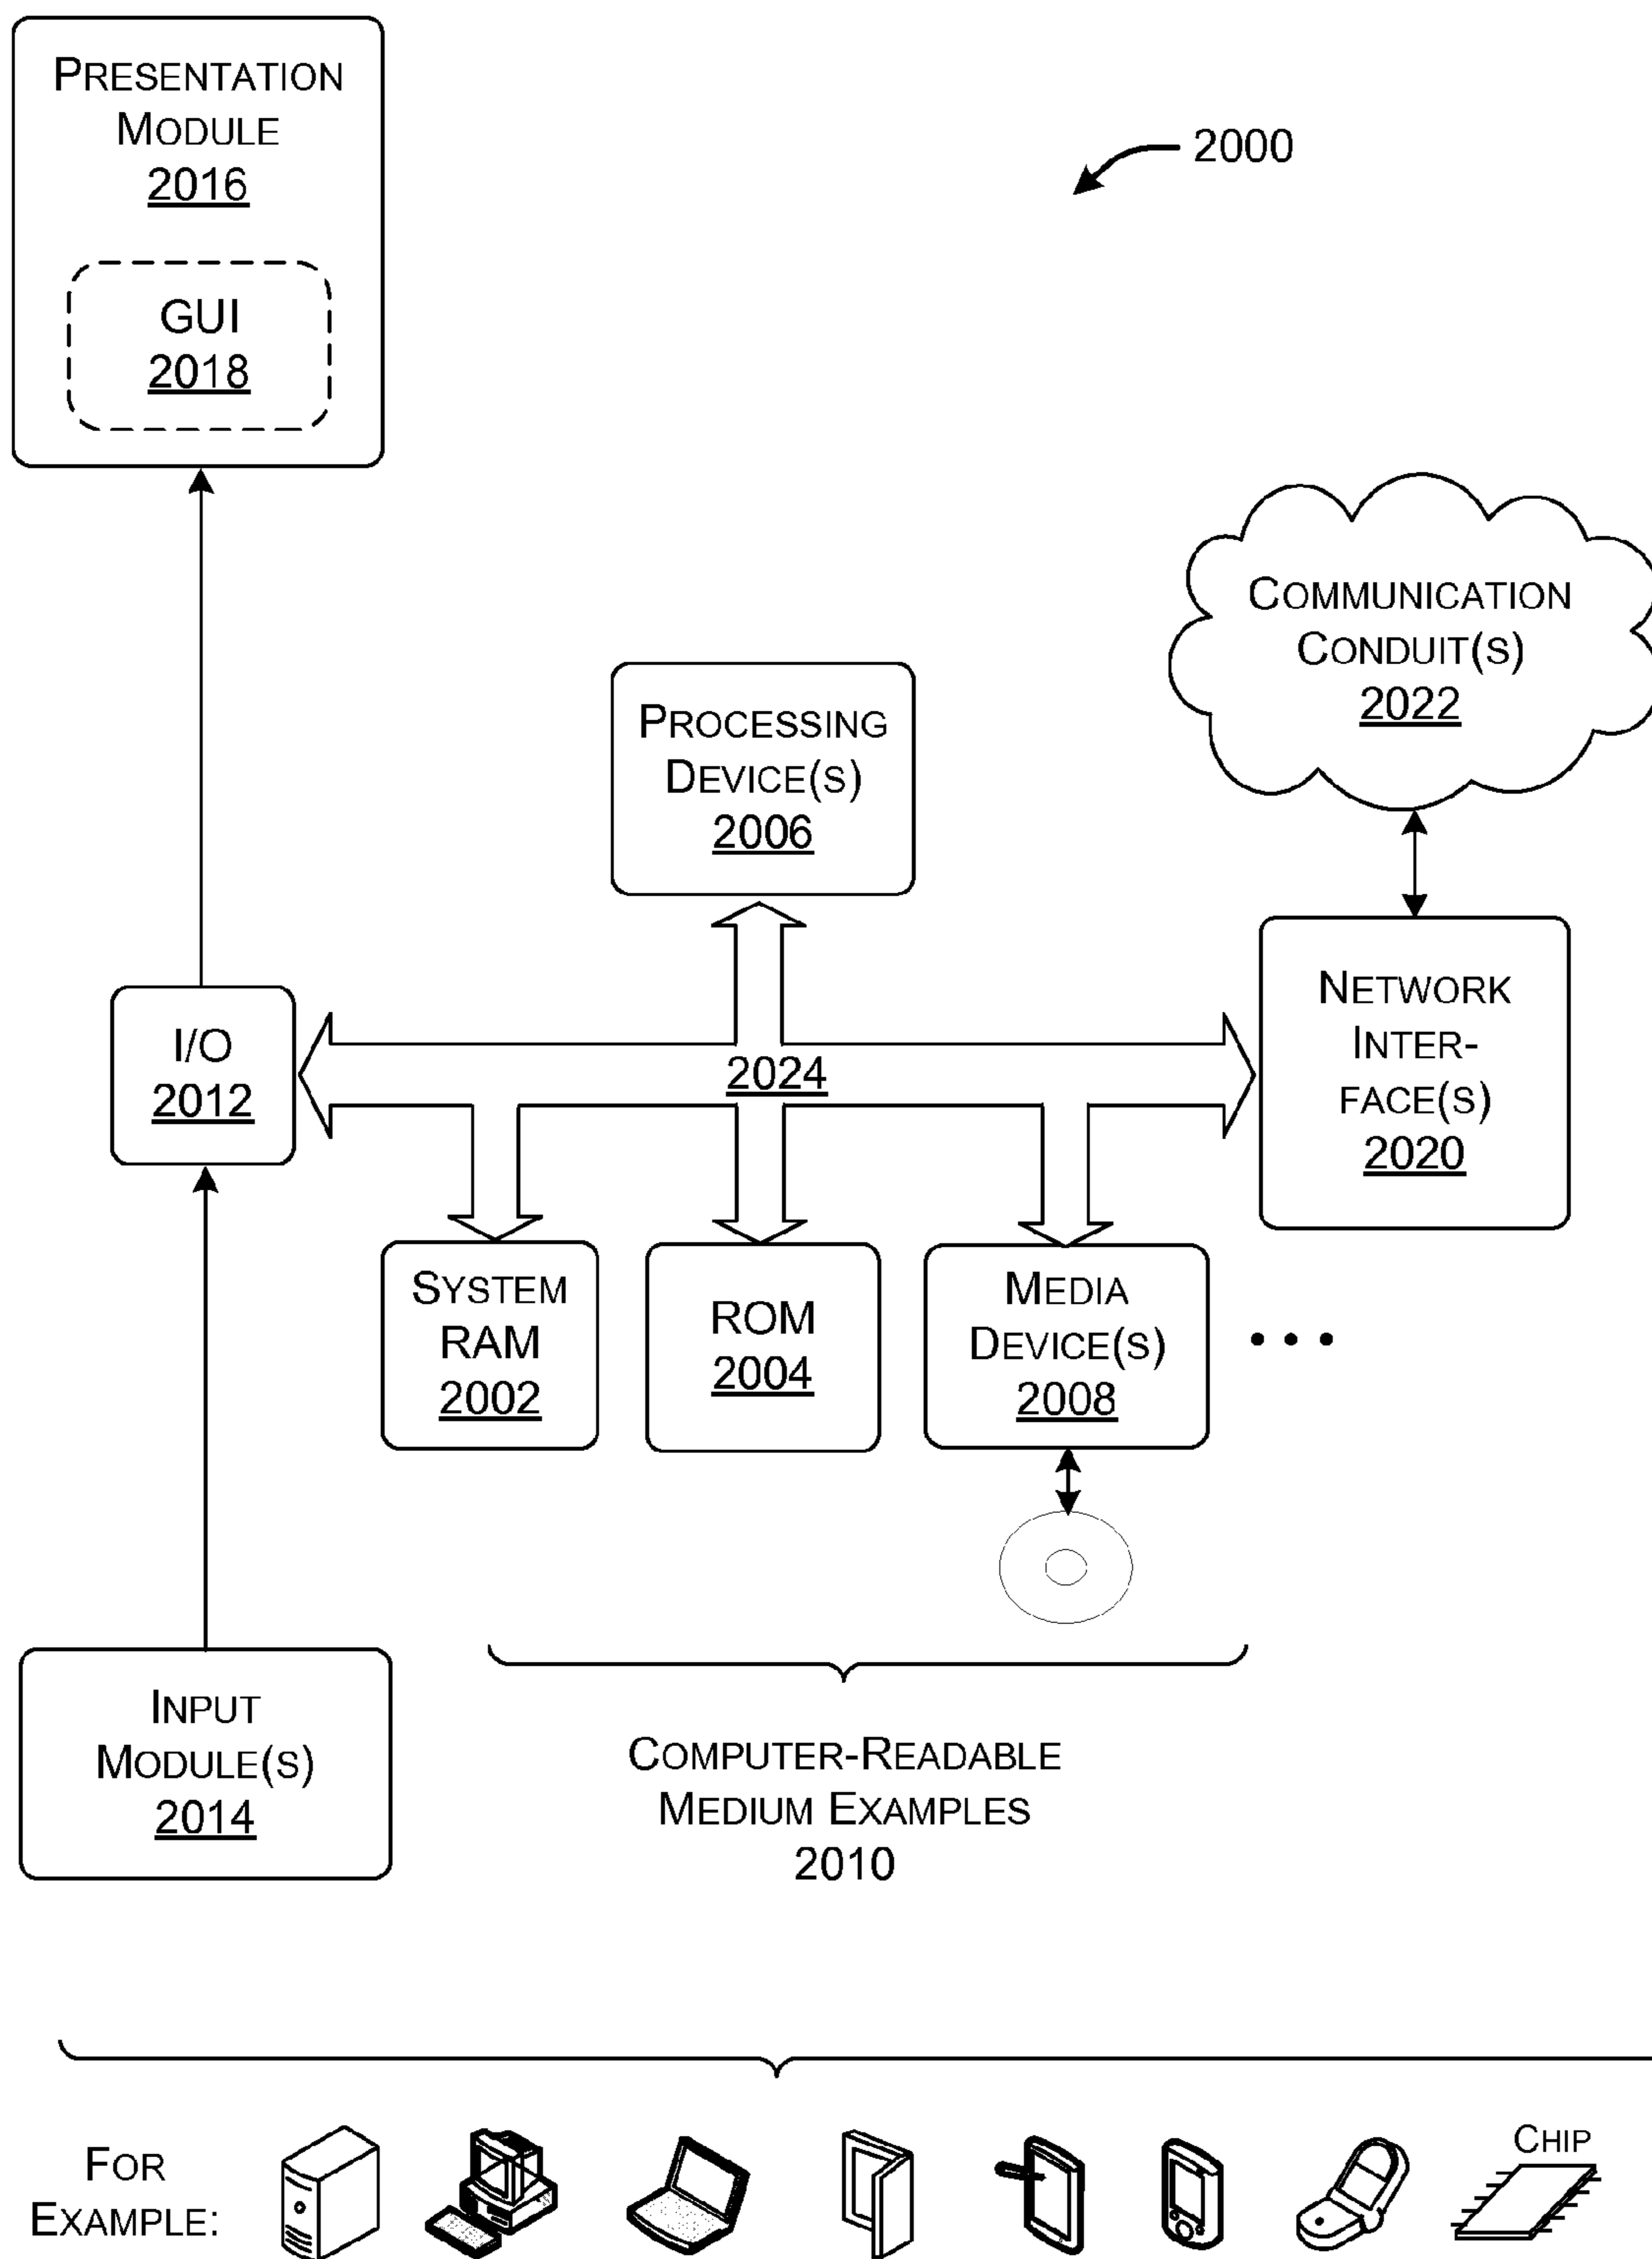 PRESENTATION
MODULE
2016
GUI
2018
2000
COMMUNICATION
CONDUIT(S)
2022
PROCESSING
DEVICE(S)
2006
NETWORK
INTER-
FACE(S)
2020
I/O
2012
2024
SYSTEM
RAM
2002
ROM
2004
MEDIA
DEVICE(S)
2008
• • •
INPUT
MODULE(S)
2014
COMPUTER-READABLE
MEDIUM EXAMPLES
2010
FOR
EXAMPLE:
CHIP